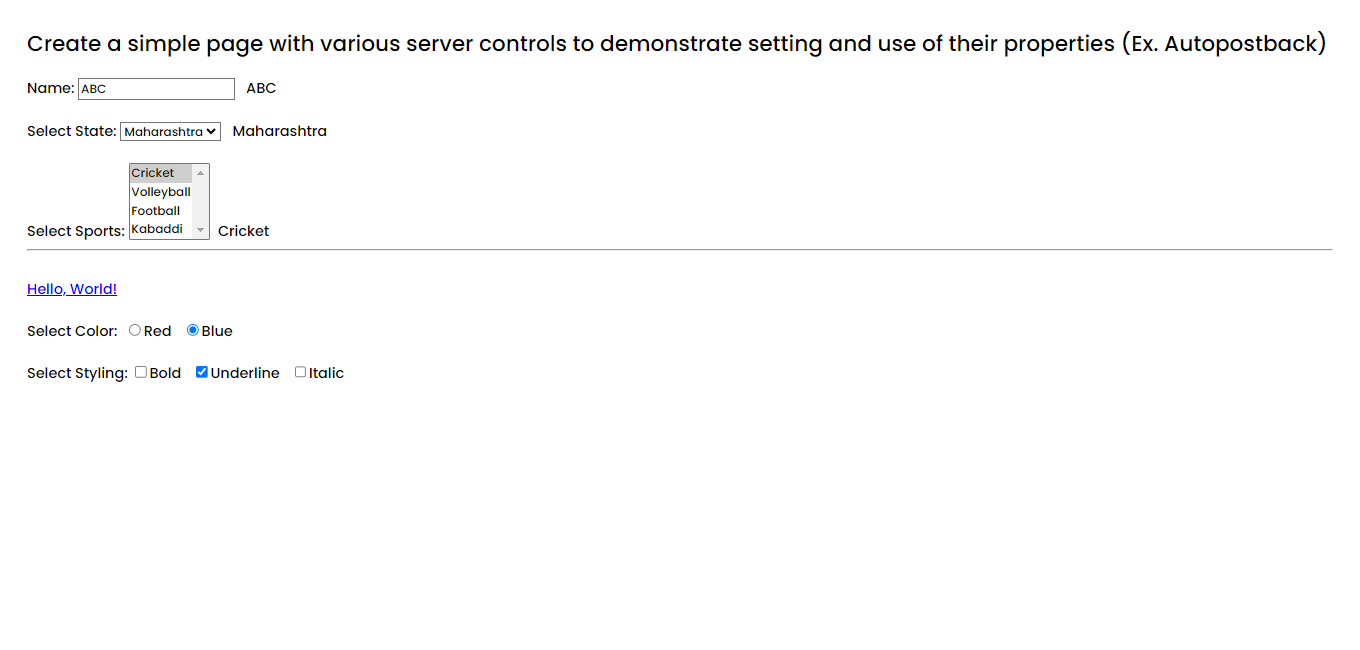 Create a simple page with various server controls to demonstrate setting and use of their properties (Ex. Autopostback)
Name: ABC ABC
Select State: Maharashtra Maharashtra
Cricket
Volleyball
Football
Select Sports: Kabaddi Cricket
Hello, World!
Select Color: Red Blue
Select Styling: Bold Underline Italic